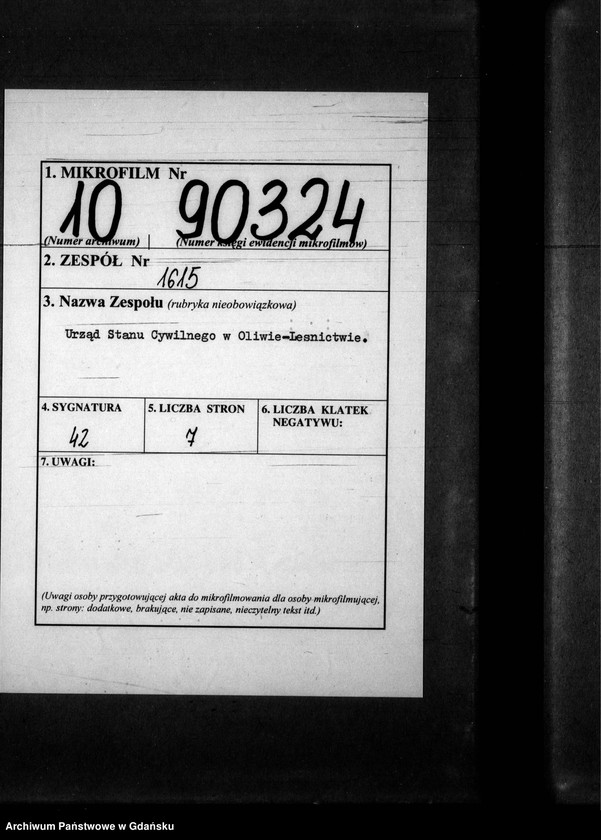 1. MIKROFILM Nr
10 90324
(Numer archiwum) | (Numer księgi ewidencji mikrofilmów)
2. ZESPÓŁ Nr
1615
3. Nazwa Zespołu (rubryka nieobowiązkowa)
Urząd Stanu Cywilnego w Oliwie-Lesnictwie.
4. SYGNATURA
42
5. LICZBA STRON
7
6. LICZBA KLATEK
NEGATYWU:
7. UWAGI:
(Uwagi osoby przygotowującej akta do mikrofilmowania dla osoby mikrofilmującej,
np. strony: dodatkowe, brakujące, nie zapisane, nieczytelny tekst itd.)
Archiwum Państwowe w Gdańsku